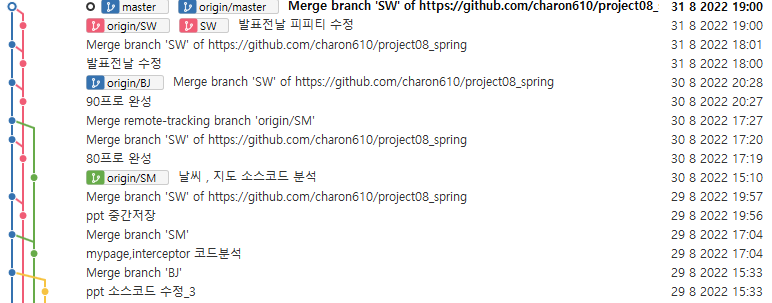 master origin/master Merge branch 'SW' of https://github.com/charon610/project08_ 31 8 2022 19:00
origin/SW SW 발표전날 피피티 수정 31 8 2022 19:00
Merge branch 'SW' of https://github.com/charon610/project08_spring 31 8 2022 18:01
발표전날 수정 31 8 2022 18:00
origin/BJ Merge branch 'SW' of https://github.com/charon610/project08_spring 30 8 2022 20:28
90프로 완성 30 8 2022 20:27
Merge remote-tracking branch 'origin/SM' 30 8 2022 17:27
Merge branch 'SW' of https://github.com/charon610/project08_spring 30 8 2022 17:20
80프로 완성 30 8 2022 17:19
origin/SM 날씨 , 지도 소스코드 분석 30 8 2022 15:10
Merge branch 'SW' of https://github.com/charon610/project08_spring 29 8 2022 19:57
ppt 중간저장 29 8 2022 19:56
Merge branch 'SM' 29 8 2022 17:04
mypage,interceptor 코드분석 29 8 2022 17:04
Merge branch 'BJ' 29 8 2022 15:33
ppt 소스코드 수정_3 29 8 2022 15:33